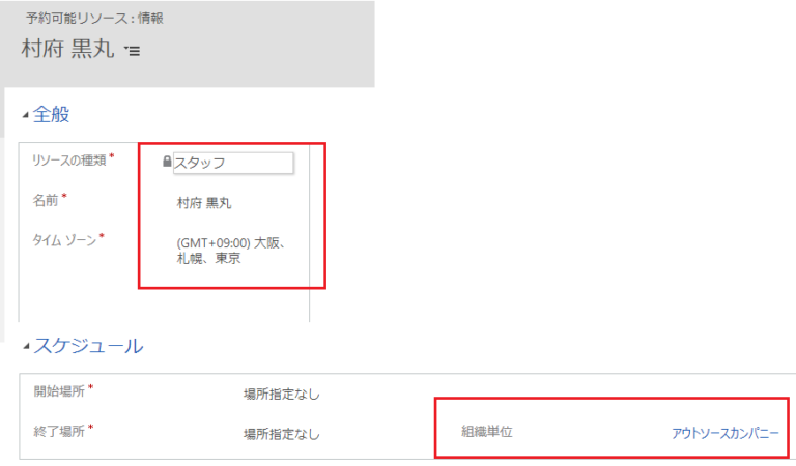 予約可能リソース : 情報
村府 黒丸
全般
リソースの種類 * スタッフ
名前 * 村府 黒丸
タイム ゾーン * (GMT+09:00) 大阪、
札幌、東京
スケジュール
開始場所 * 場所指定なし
終了場所 * 場所指定なし 組織単位 アウトソースカンパニー